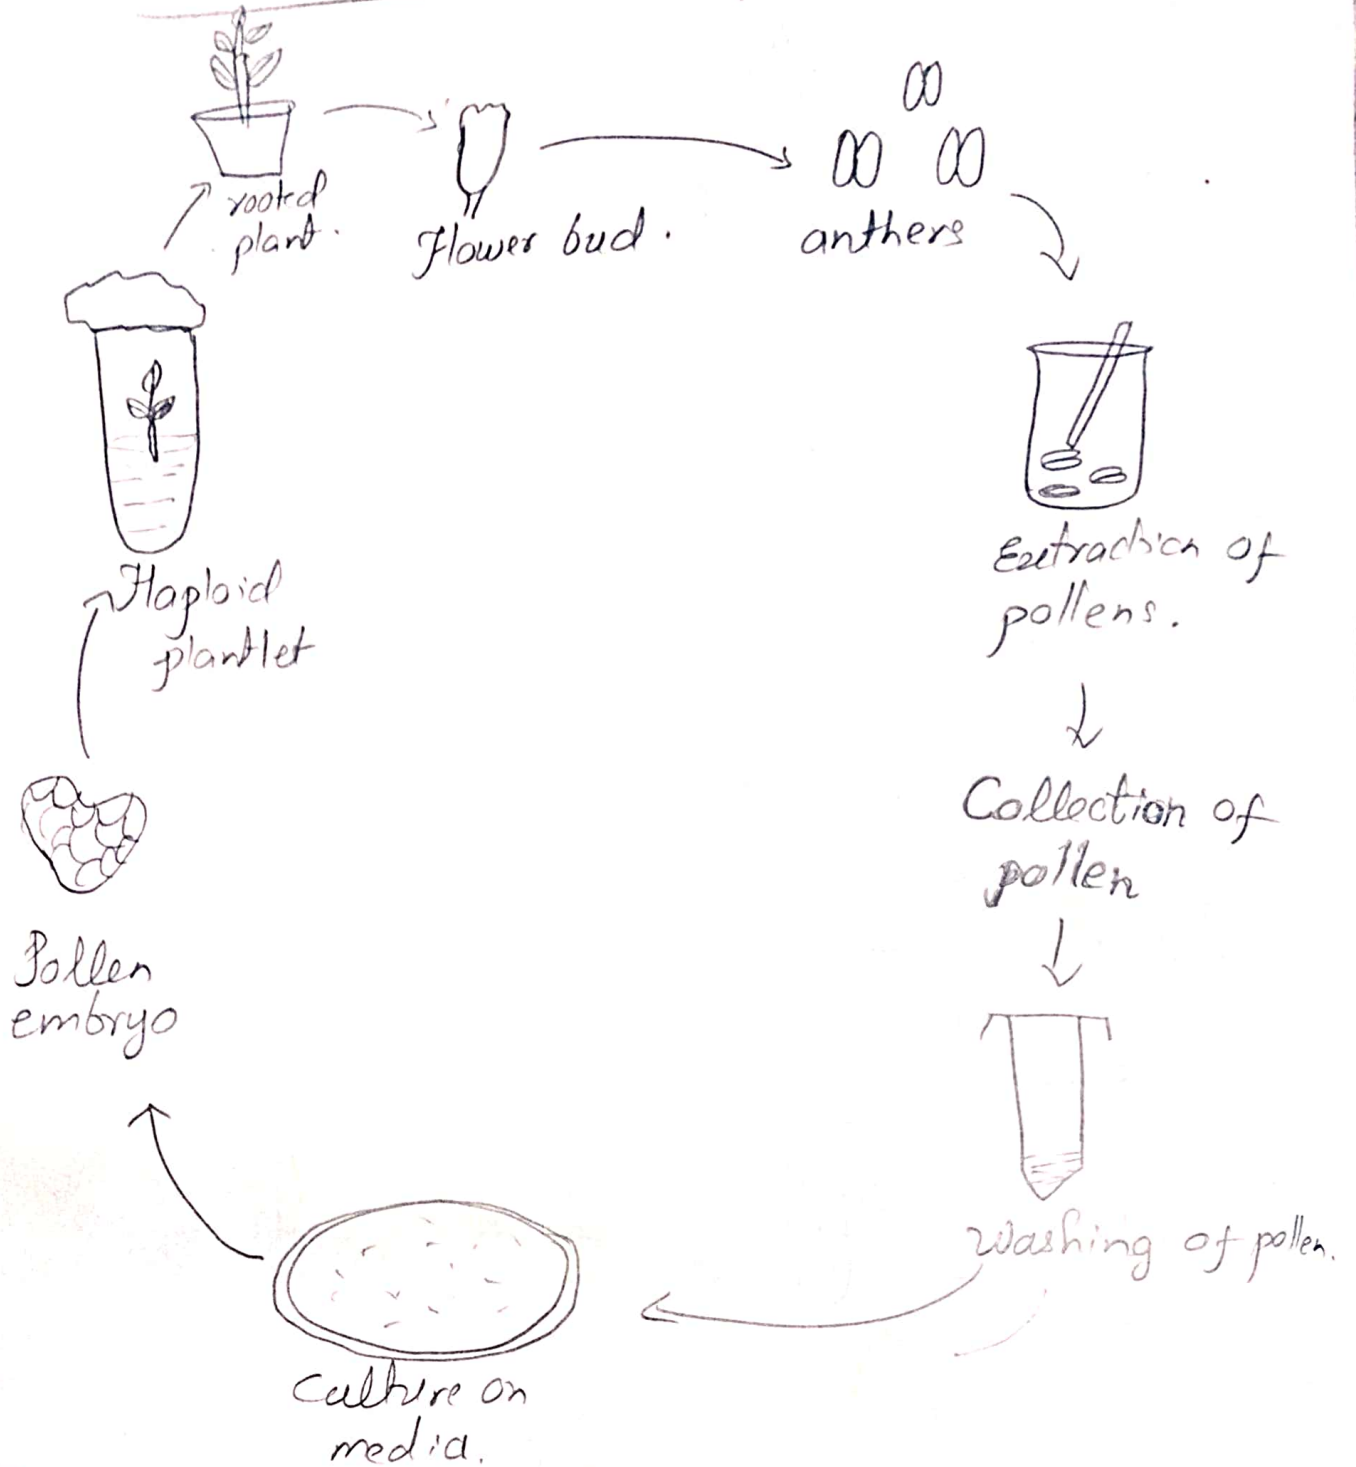 rooted
plant.
Flower bud.
anthers
Extraction of
pollens.
Collection of
pollen
Washing of pollen.
Culture on
media.
Pollen
embryo
Haploid
plantlet